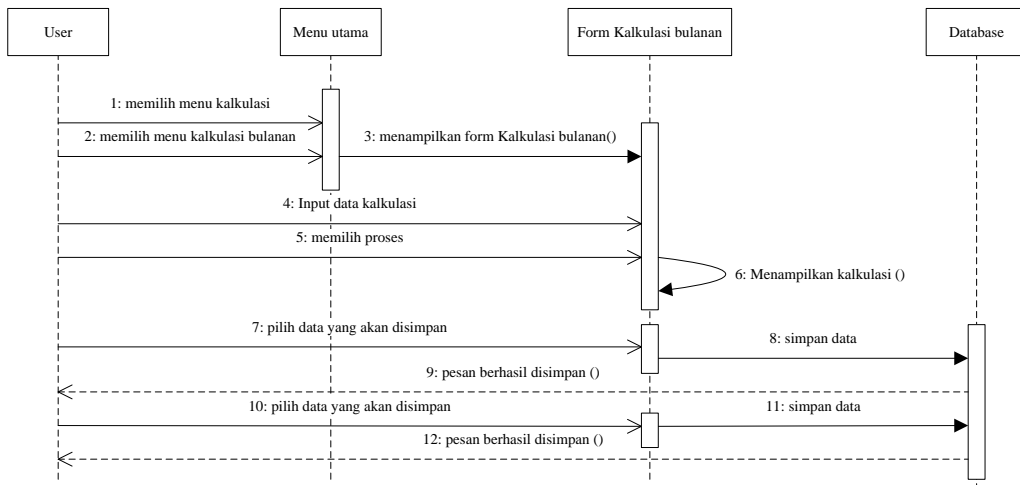 User
Menu utama
Form Kalkulasi bulanan
Database
1: memilih menu kalkulasi
2: memilih menu kalkulasi bulanan
3: menampilkan form Kalkulasi bulanan()
4: Input data kalkulasi
5: memilih proses
6: Menampilkan kalkulasi ()
7: pilih data yang akan disimpan
8: simpan data
9: pesan berhasil disimpan ()
10: pilih data yang akan disimpan
11: simpan data
12: pesan berhasil disimpan ()